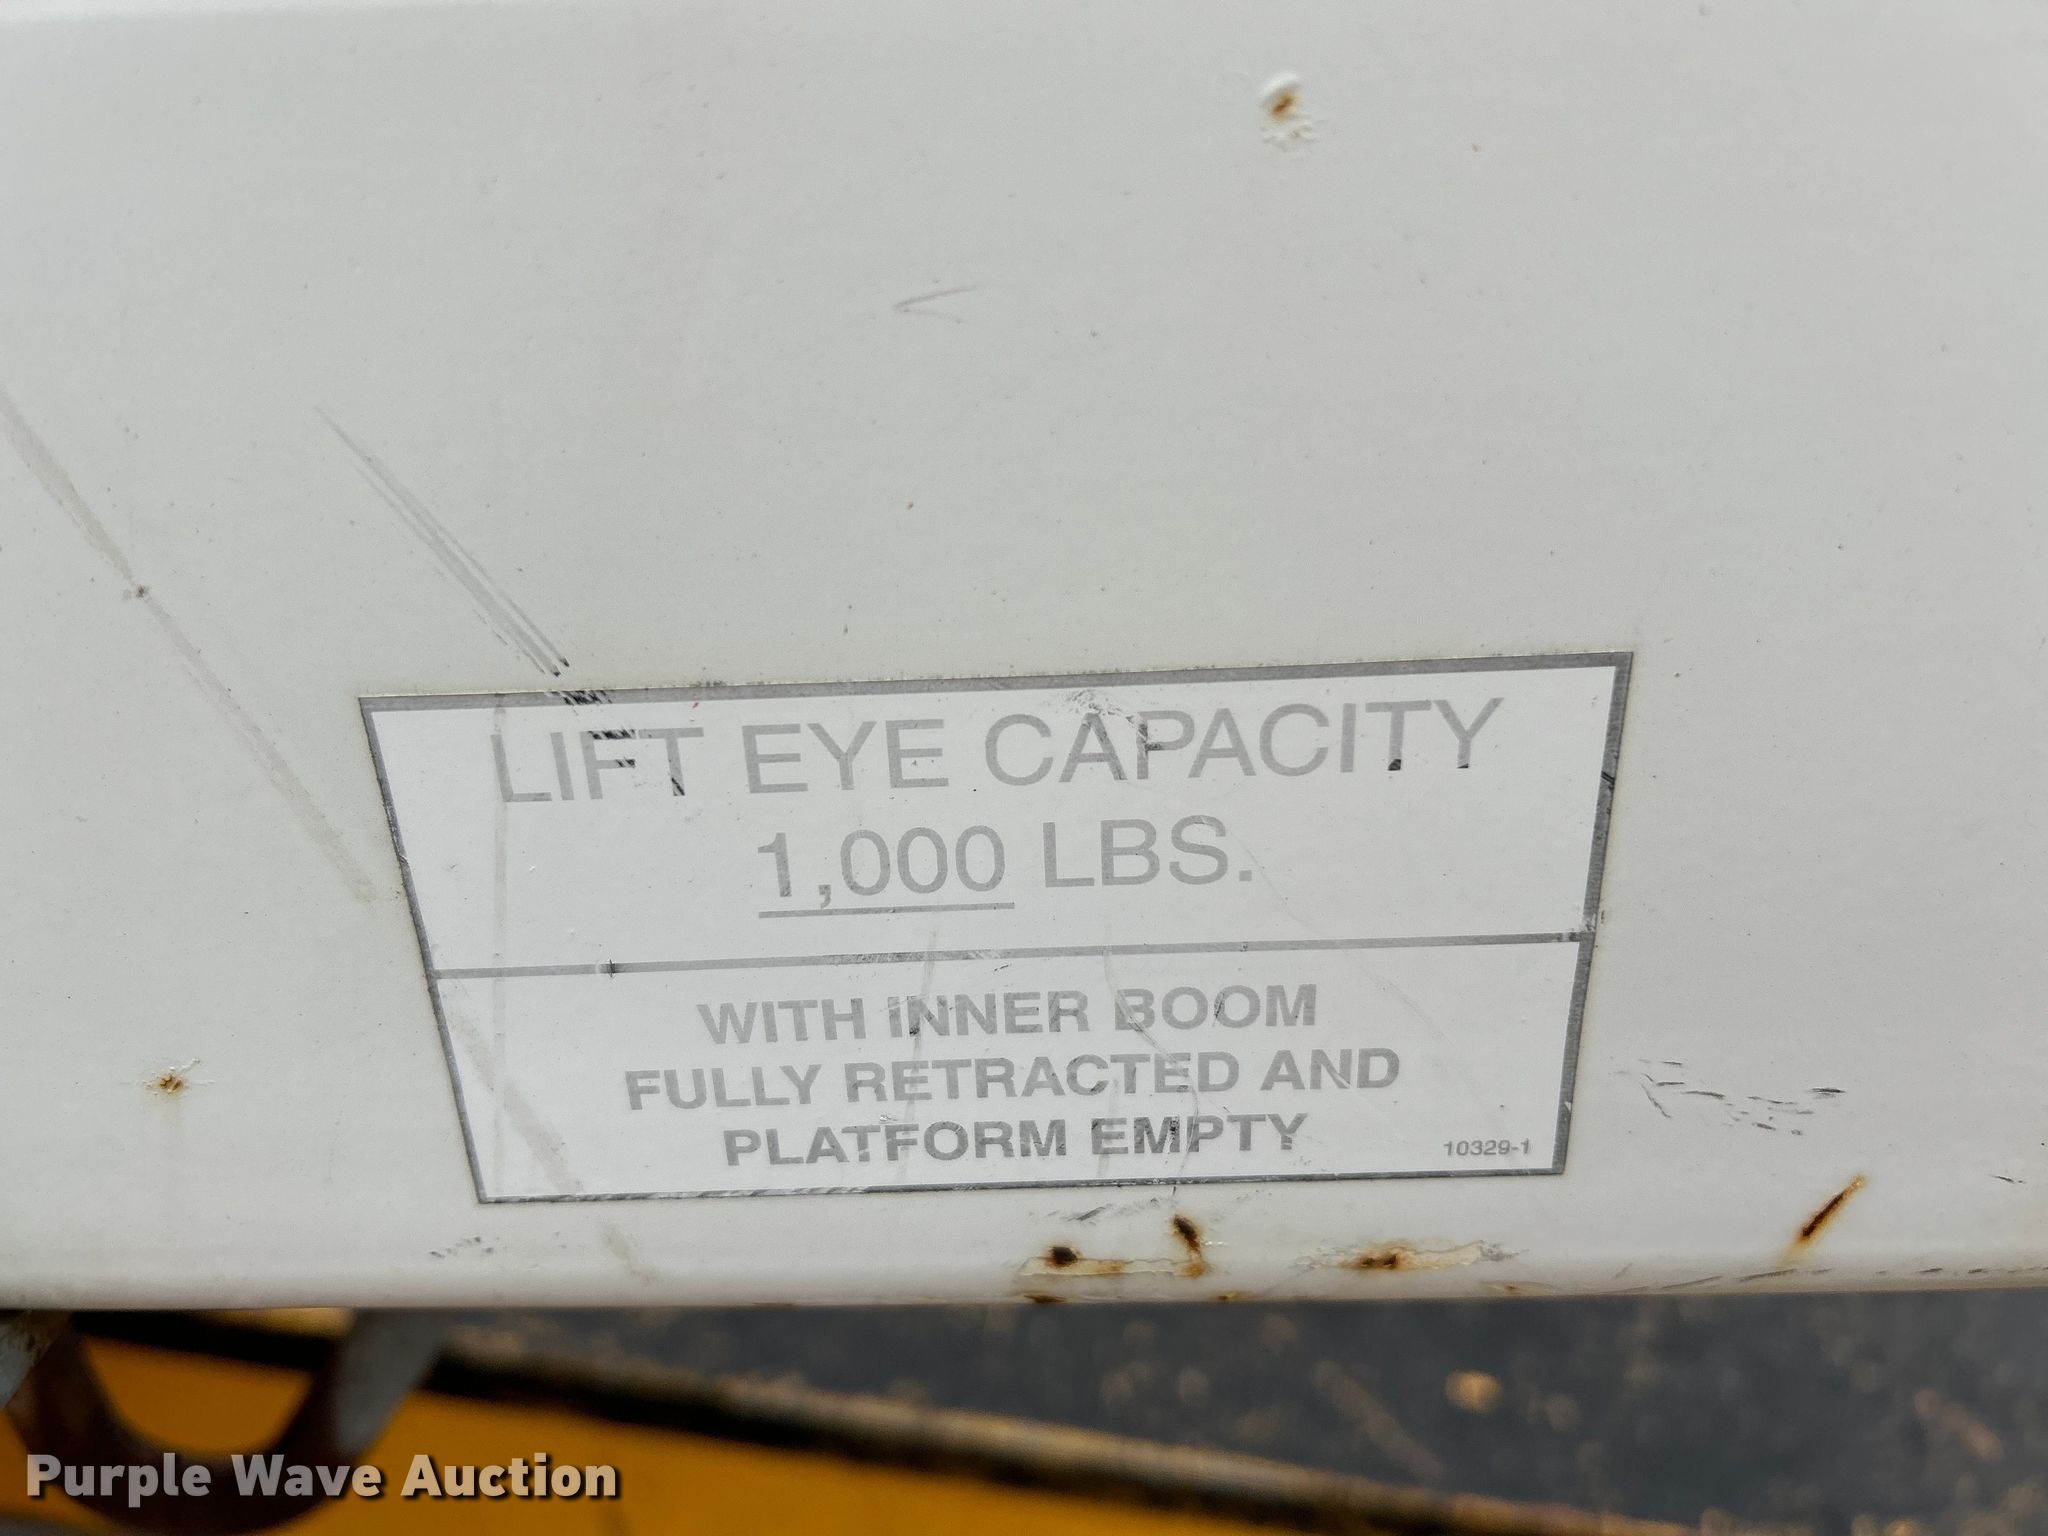 LIFT EYE CAPACITY
1,000 LBS.
WITH INNER BOOM
FULLY RETRACTED AND
PLATFORM EMPTY
10329-1
Purple Wave Auction